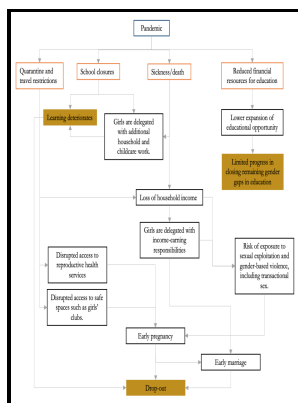 Pandemic
Quarantine and
travel restrictions
School closures
Sickness/death
Reduced financial
resources for education
Learning deteriorates
Girls are delegated
with additional
household and
childcare work.
Lower expansion of
educational opportunity
Limited progress in
closing remaining gender
gaps in education
Loss of household income
Girls are delegated with
income-earning
responsibilities
Risk of exposure to
sexual exploitation and
gender-based violence,
including transactional
sex.
Disrupted access to
reproductive health
services
Disrupted access to safe
spaces such as girls'
clubs.
Early pregnancy
Early marriage
Drop-out